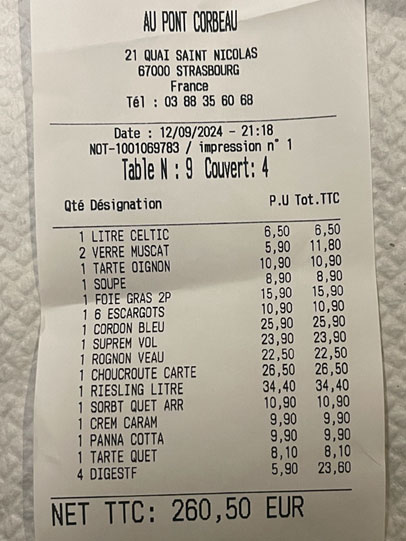 AU PONT CORBEAU
21 QUAI SAINT NICOLAS
67000 STRASBOURG
France
Tél : 03 88 35 60 68
Date : 12/09/2024 - 21:18
NOT-1001069783 / impression n° 1
Table N : 9 Couvert: 4
Qté Désignation P.U Tot.TTC
1 LITRE CELTIC 6,50 6,50
2 VERRE MUSCAT 5,90 11,80
1 TARTE OIGNON 10,90 10,90
1 SOUPE 8,90 8,90
1 FOIE GRAS 2P 15,90 15,90
1 6 ESCARGOTS 10,90 10,90
1 CORDON BLEU 25,90 25,90
1 SUPREM VOL 23,90 23,90
1 ROGNON VEAU 22,50 22,50
1 CHOUCROUTE CARTE 26,50 26,50
1 RIESLING LITRE 34,40 34,40
1 SORBT QUET ARR 10,90 10,90
1 CREM CARAM 9,90 9,90
1 PANNA COTTA 9,90 9,90
1 TARTE QUET 8,10 8,10
4 DIGESTF 5,90 23,60
NET TTC: 260,50 EUR